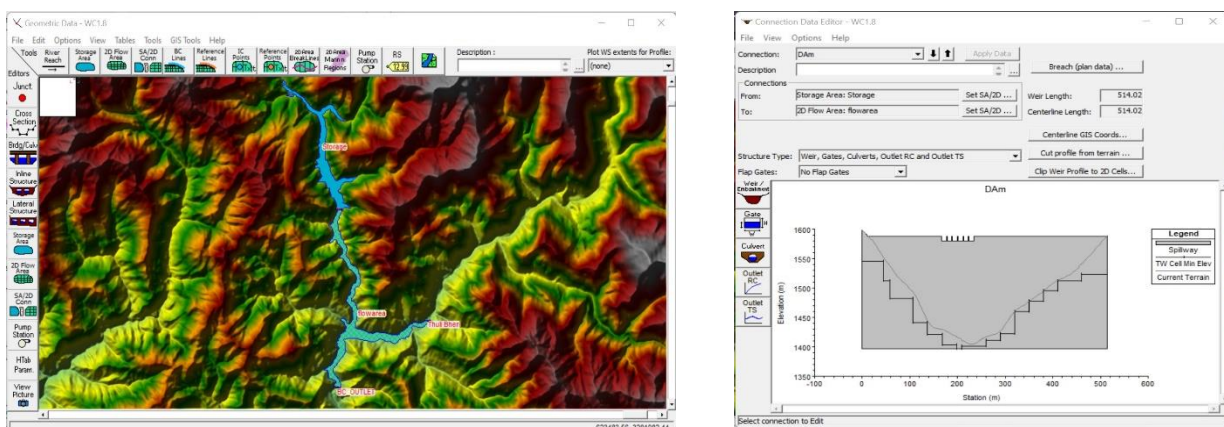 Geometric Data - WC1.8
File Edit Options View Tables Tools GIS Tools Help
Tools
River Reach
Storage Area
2D Flow Area
SA/2D Conn
BC Lines
Reference Lines
IC Points
Reference Points
2D Area BreakLines
2D Area Mann n Regions
Pump Station
RS
Description :
...
Plot WS extents for Profile:
(none)
Editors
Junct.
Cross Section
Brdg/Culv
Inline Structure
Lateral Structure
Storage Area
2D Flow Area
SA/2D Conn
Pump Station
HTab Param.
View Picture
Storage
flowarea
Thuli Bheri
BC: OUTLET
Connection Data Editor - WC1.8
File View Options Help
Connection: DAm Apply Data
Description ... Breach (plan data) ...
Connections
From: Storage Area: Storage Set SA/2D ... Weir Length: 514.02
To: 2D Flow Area: flowarea Set SA/2D ... Centerline Length: 514.02
Centerline GIS Coords...
Structure Type: Weir, Gates, Culverts, Outlet RC and Outlet TS Cut profile from terrain ...
Flap Gates: No Flap Gates Clip Weir Profile to 2D Cells...
Weir / Embankment
Gate
Culvert
Outlet RC
Outlet TS
DAm
Elevation (m)
1600
1550
1500
1450
1400
1350
-100 0 100 200 300 400 500 600
Station (m)
Legend
Spillway
TW Cell Min Elev
Current Terrain
Select connection to Edit